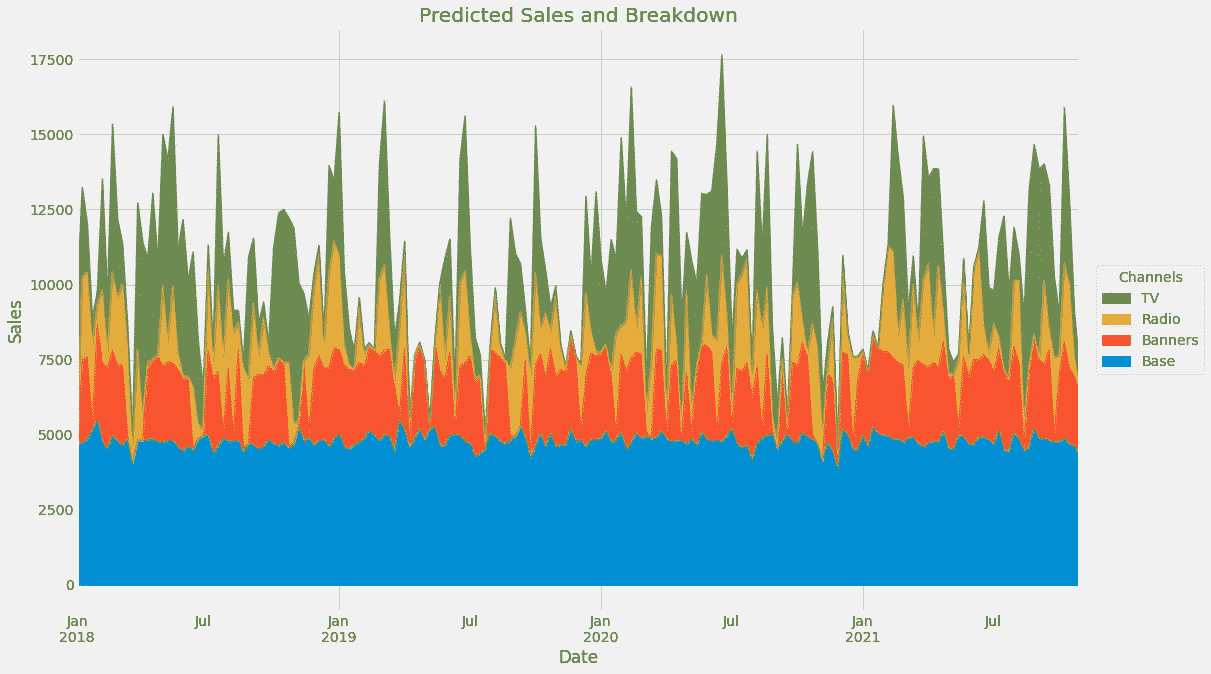 Predicted Sales and Breakdown
17500
15000
12500
10000
7500
5000
2500
0
Sales
Jan
2018
Jul
Jan
2019
Jul
Jan
2020
Jul
Jan
2021
Jul
Date
Channels
TV
Radio
Banners
Base